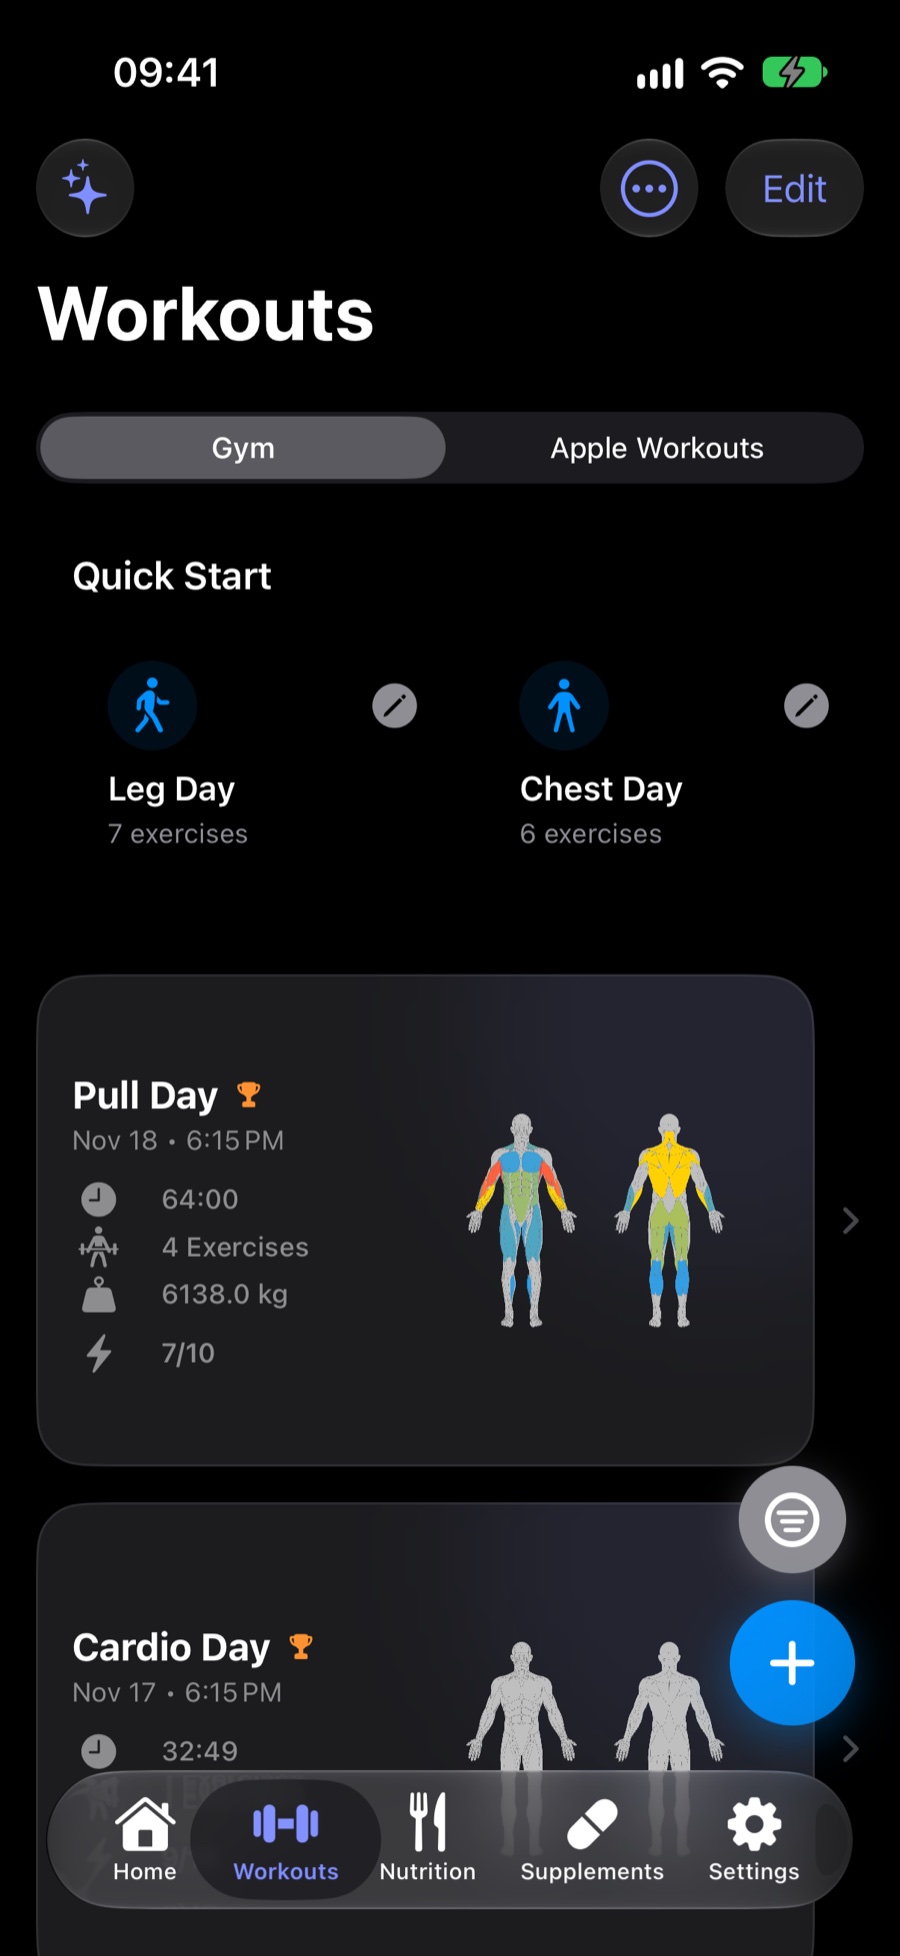 09:41
Edit
Workouts
Gym
Apple Workouts
Quick Start
Leg Day
7 exercises
Chest Day
6 exercises
Pull Day
Nov 18 • 6:15 PM
64:00
4 Exercises
6138.0 kg
7/10
Cardio Day
Nov 17 • 6:15 PM
32:49
Home
Workouts
Nutrition
Supplements
Settings